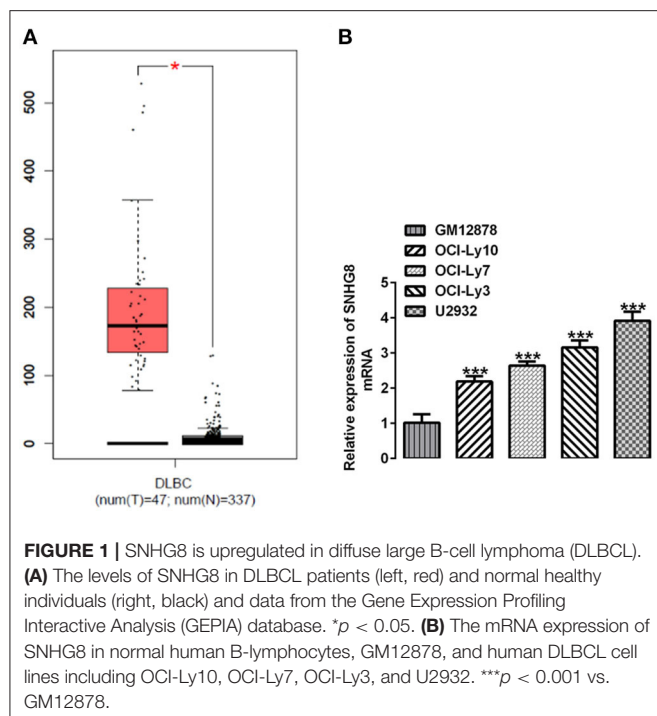 A
*
500
400
300
200
100
0
DLBC
(num(T)=47; num(N)=337)
B
GM12878
OCI-Ly10
OCI-Ly7
OCI-Ly3
U2932
Relative expression of SNHG8
mRNA
5
4
3
2
1
0
***
***
***
***
FIGURE 1 | SNHG8 is upregulated in diffuse large B-cell lymphoma (DLBCL).
(A) The levels of SNHG8 in DLBCL patients (left, red) and normal healthy
individuals (right, black) and data from the Gene Expression Profiling
Interactive Analysis (GEPIA) database. *p < 0.05. (B) The mRNA expression of
SNHG8 in normal human B-lymphocytes, GM12878, and human DLBCL cell
lines including OCI-Ly10, OCI-Ly7, OCI-Ly3, and U2932. ***p < 0.001 vs.
GM12878.